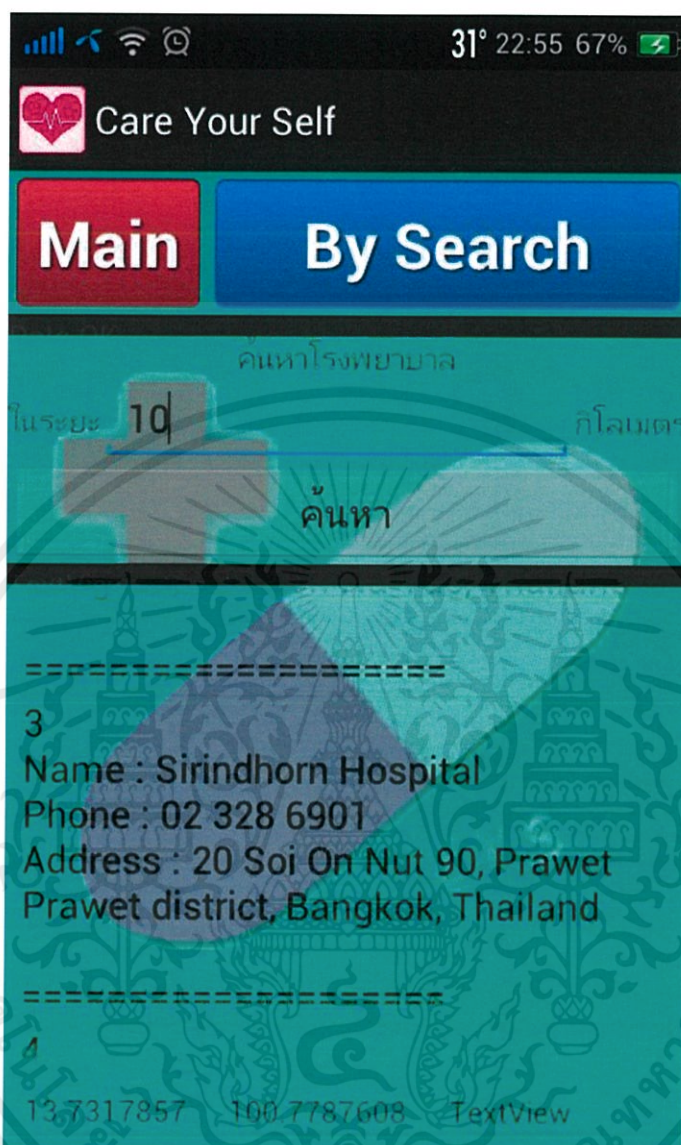 31° 22:55 67%
Care Your Self
Main By Search
ค้นหาโรงพยาบาล
ในระยะ 10 กิโลเมตร
ค้นหา
====================
3
Name : Sirindhorn Hospital
Phone : 02 328 6901
Address : 20 Soi On Nut 90, Prawet
Prawet district, Bangkok, Thailand
====================
4
13.7317857 100.7787608 TextView